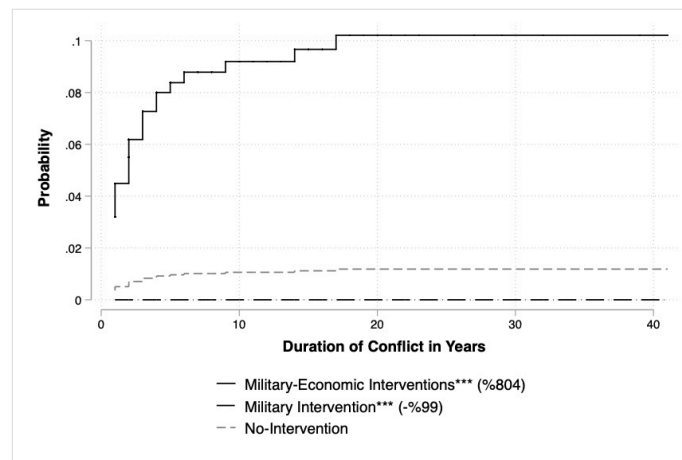 .1
.08
.06
.04
.02
0
Probability
0
10
20
30
40
Duration of Conflict in Years
Military-Economic Interventions*** (%804)
Military Intervention*** (-%99)
No-Intervention